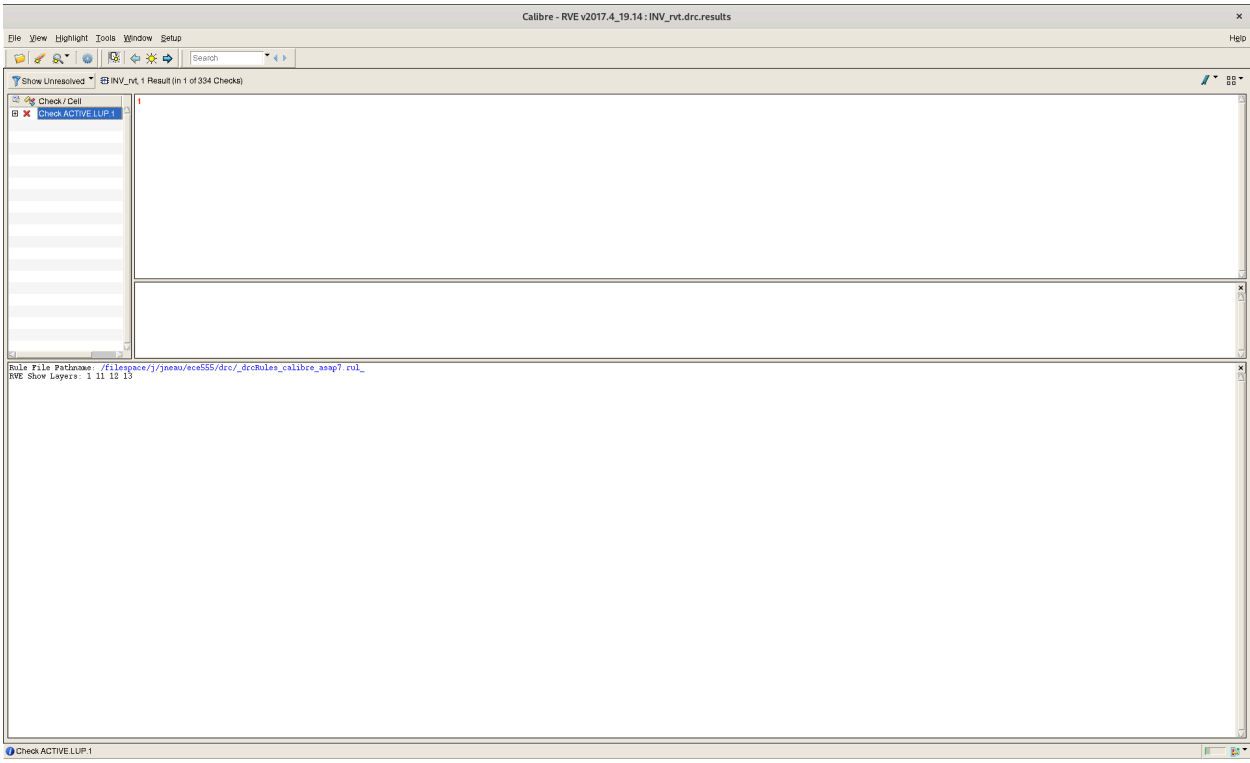 Calibre - RVE v2017.4_19.14 : INV_rvt.drc.results
File View Highlight Tools Window Setup Help
Search
Show Unresolved INV_rvt, 1 Result (in 1 of 334 Checks)
Check / Cell
Check ACTIVE.LUP.1
1
Rule File Pathname: /filespace/j/jneau/ece555/drc/_drcRules_calibre_asap7.rul_
RVE Show Layers: 1 11 12 13
Check ACTIVE.LUP.1